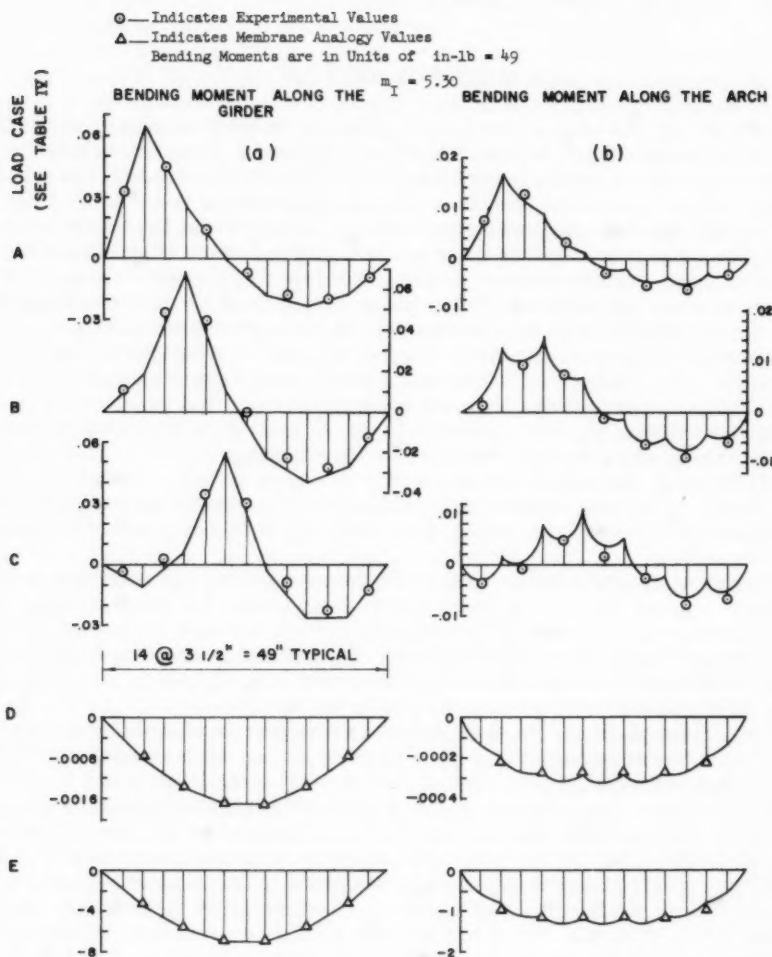 ⊙ — Indicates Experimental Values
△ — Indicates Membrane Analogy Values
Bending Moments are in Units of in-lb = 49
m_I = 5.30
LOAD CASE
(SEE TABLE IV)
BENDING MOMENT ALONG THE
GIRDER
BENDING MOMENT ALONG THE ARCH
(a)
(b)
.06
.03
0
-.03
A
.02
.01
0
-.01
.06
.04
.02
0
-.02
-.04
B
.02
.01
0
-.01
.06
.03
0
-.03
C
.01
0
-.01
14 @ 3 1/2" = 49" TYPICAL
D
0
-.0008
-.0016
0
-.0002
-.0004
E
0
-4
-8
0
-1
-2